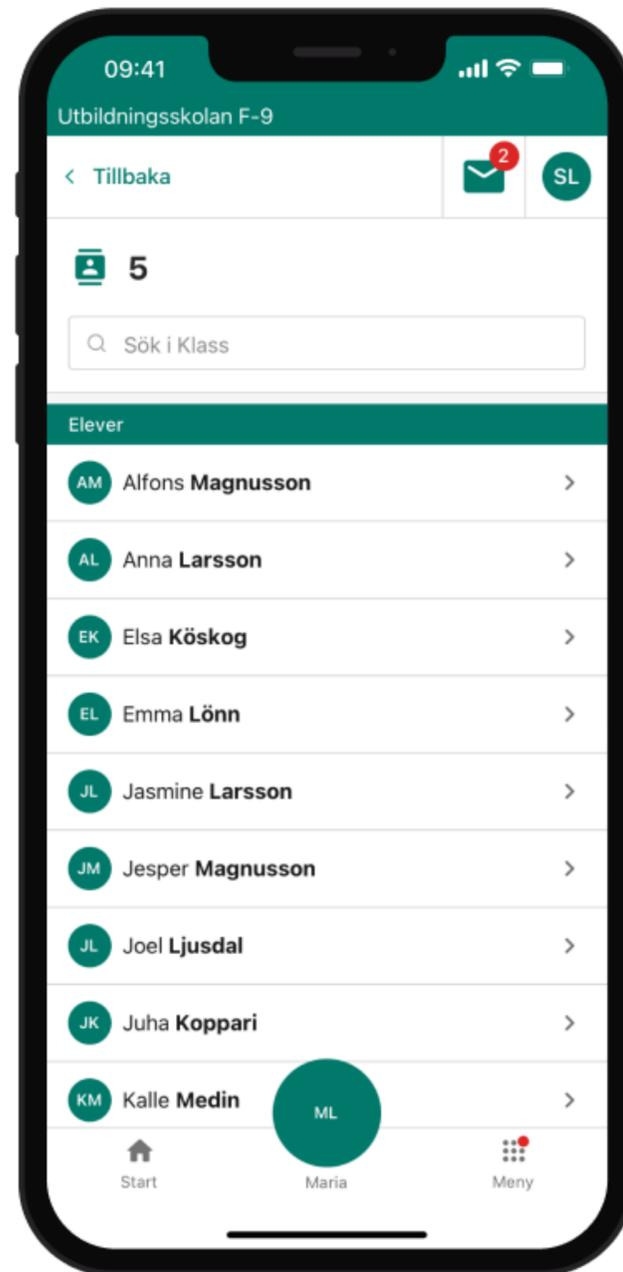 09:41
Utbildningsskolan F-9
Tillbaka
2
SL
5
Sök i Klass
Elever
AM Alfons Magnusson
AL Anna Larsson
EK Elsa Köskog
EL Emma Lönn
JL Jasmine Larsson
JM Jesper Magnusson
JL Joel Ljusdal
JK Juha Koppari
KM Kalle Medin
ML
Start Maria Meny